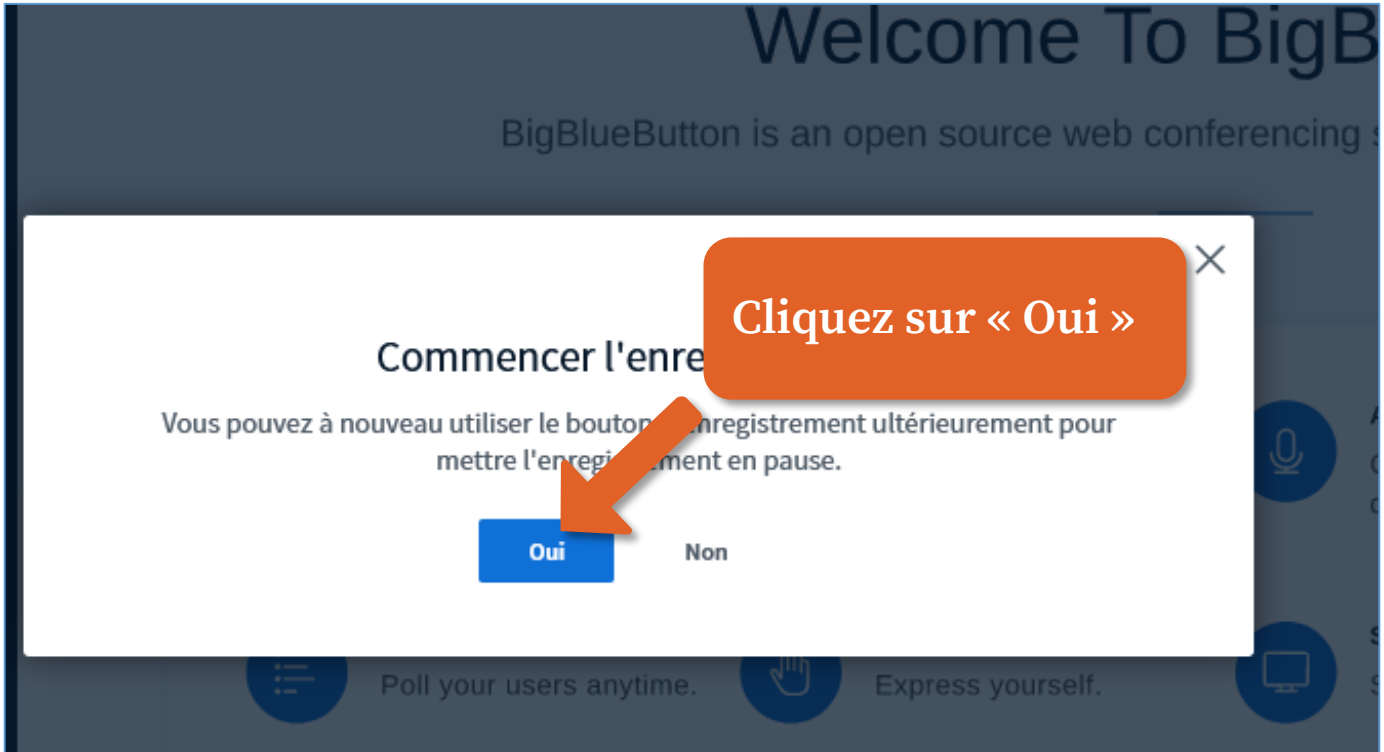 Welcome To BigB
BigBlueButton is an open source web conferencing
Cliquez sur « Oui »
Commencer l'enre
Vous pouvez à nouveau utiliser le bouton enregistrement ultérieurement pour
mettre l'enregistrement en pause.
Oui Non
Poll your users anytime. Express yourself.